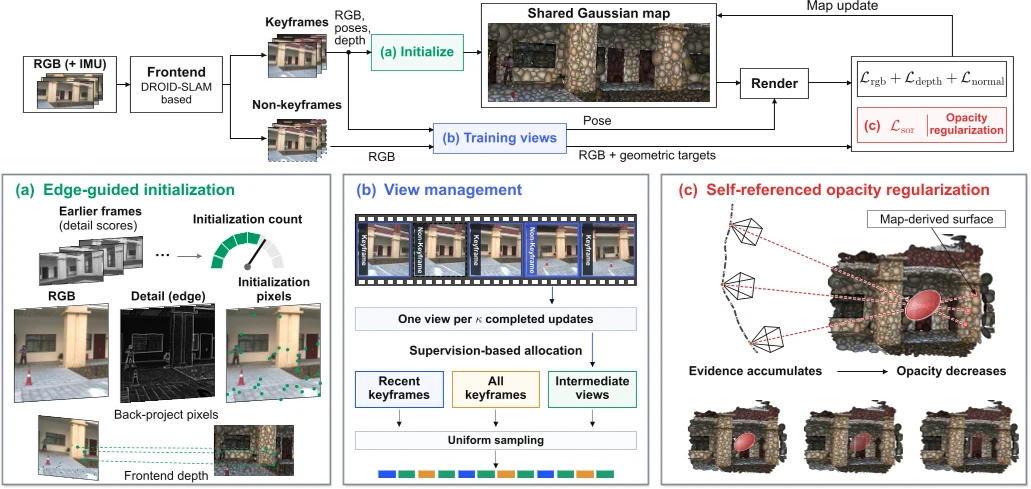 RGB (+ IMU)
Frontend
DROID-SLAM
based
Keyframes
Non-keyframes
RGB,
poses,
depth
RGB
(a) Initialize
Shared Gaussian map
(b) Training views
Pose
RGB + geometric targets
Render
Map update
ℒrgb + ℒdepth + ℒnormal
(c) ℒsor | Opacity
regularization
(a) Edge-guided initialization
Earlier frames
(detail scores)
...
Initialization count
RGB
Detail (edge)
Initialization
pixels
Back-project pixels
Frontend depth
(b) View management
Keyframe
Non-Keyframe
Keyframe
Non-Keyframe
Keyframe
One view per κ completed updates
Supervision-based allocation
Recent
keyframes
All
keyframes
Intermediate
views
Uniform sampling
(c) Self-referenced opacity regularization
Map-derived surface
Evidence accumulates
Opacity decreases